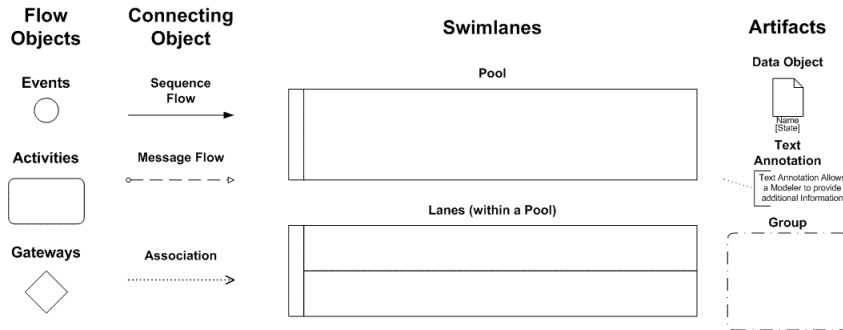 Flow
Objects
Events
Activities
Gateways
Connecting
Object
Sequence
Flow
Message Flow
Association
Swimlanes
Pool
Lanes (within a Pool)
Artifacts
Data Object
Name
[State]
Text
Annotation
Text Annotation Allows
a Modeler to provide
additional Information
Group